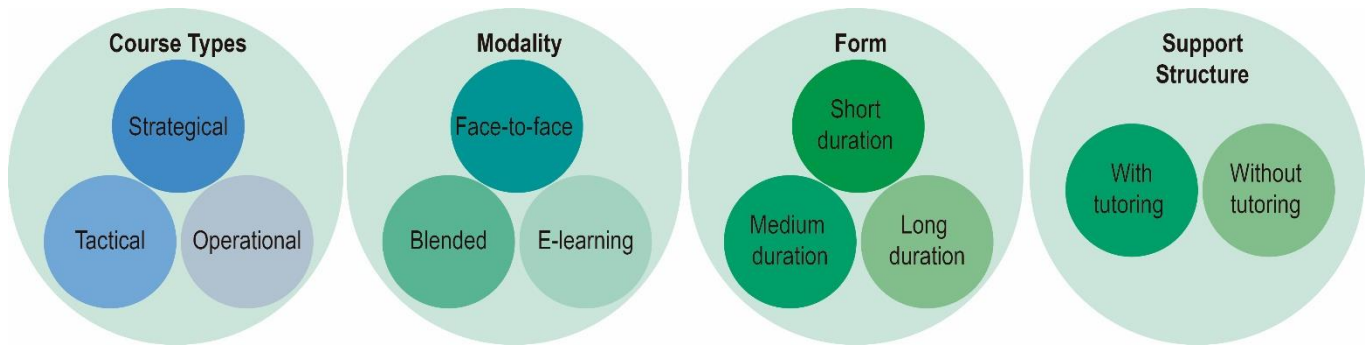 Course Types
Strategical
Tactical
Operational
Modality
Face-to-face
Blended
E-learning
Form
Short
duration
Medium
duration
Long
duration
Support
Structure
With
tutoring
Without
tutoring